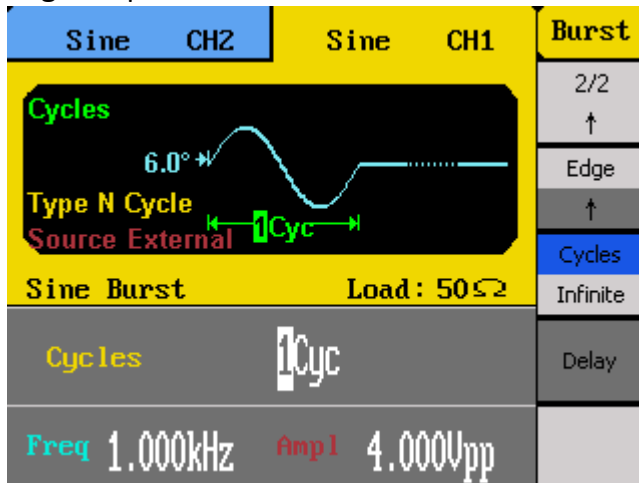 Sine CH2 Sine CH1 Burst
2/2
↑
Cycles
6.0°
Edge
↑
Type N Cycle
1Cyc
Source External
Cycles
Infinite
Sine Burst Load: 50Ω
Cycles 1Cyc
Delay
Freq 1.000kHz Ampl 4.000Vpp